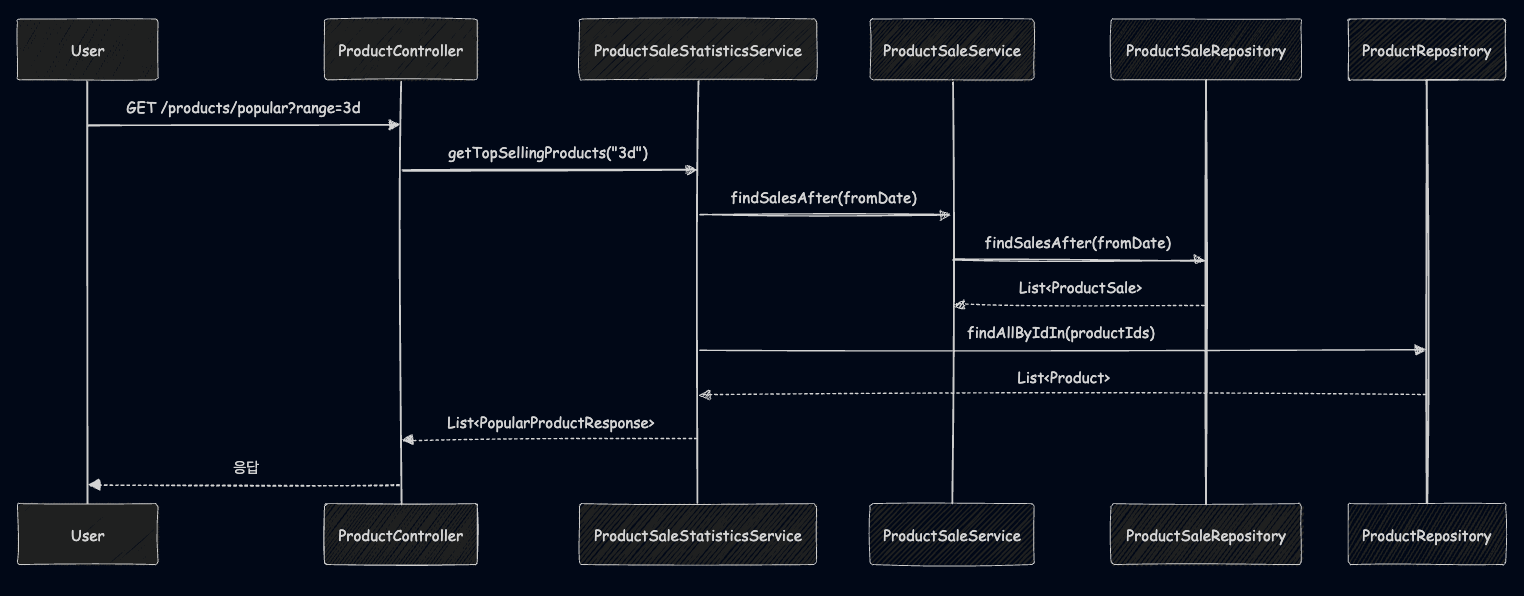 User
ProductController
ProductSaleStatisticsService
ProductSaleService
ProductSaleRepository
ProductRepository
GET /products/popular?range=3d
getTopSellingProducts("3d")
findSalesAfter(fromDate)
findSalesAfter(fromDate)
List<ProductSale>
findAllByIdIn(productIds)
List<Product>
List<PopularProductResponse>
응답
User
ProductController
ProductSaleStatisticsService
ProductSaleService
ProductSaleRepository
ProductRepository